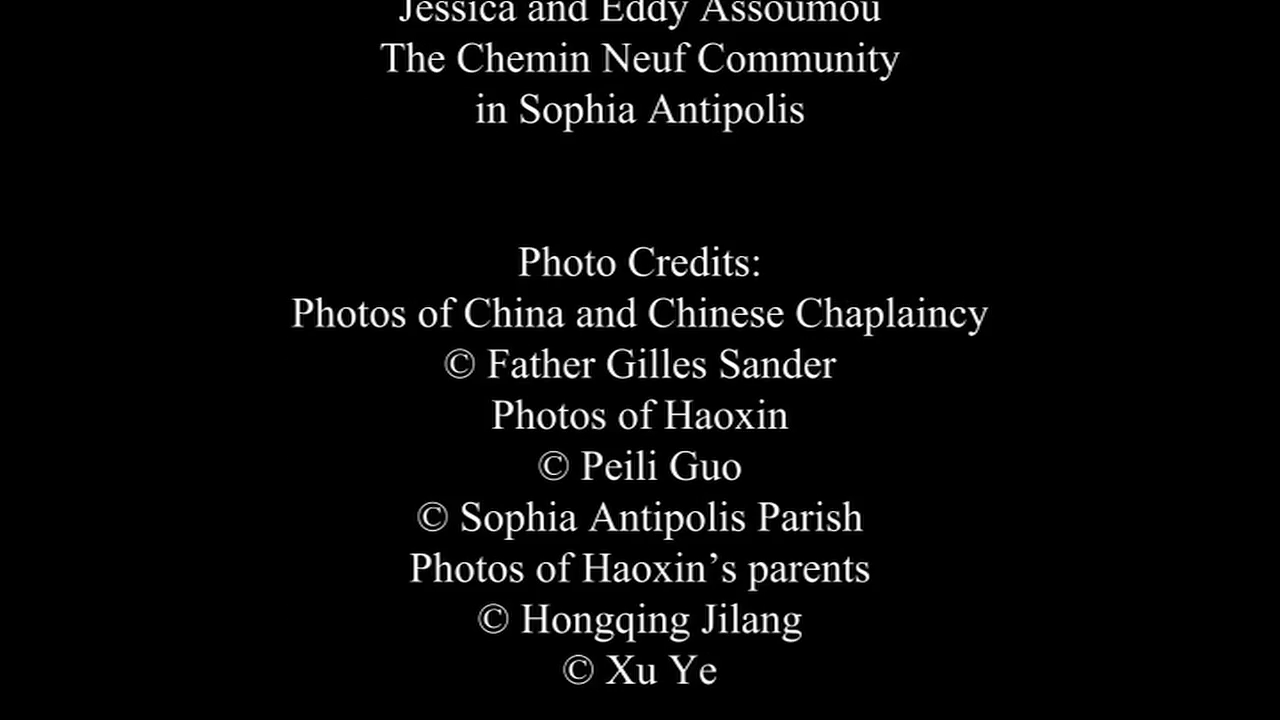 Jessica and Eddy Assoumou
The Chemin Neuf Community
in Sophia Antipolis
Photo Credits:
Photos of China and Chinese Chaplaincy
© Father Gilles Sander
Photos of Haoxin
© Peili Guo
© Sophia Antipolis Parish
Photos of Haoxin’s parents
© Hongqing Jilang
© Xu Ye